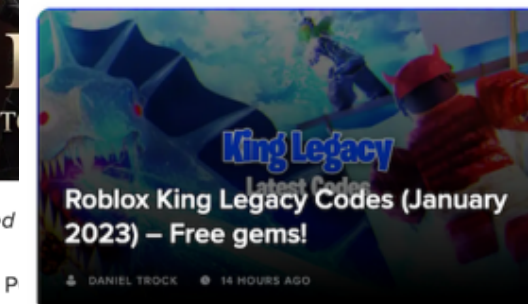 King Legacy
Latest Codes
Roblox King Legacy Codes (January
2023) – Free gems!
DANIEL TROCK 14 HOURS AGO